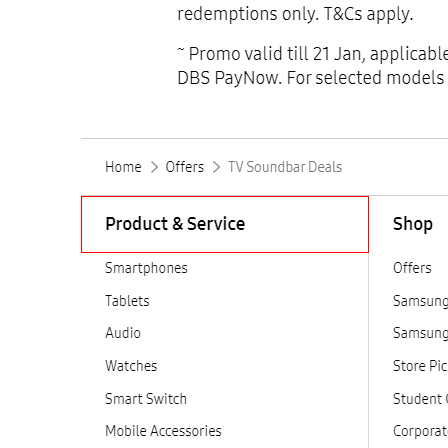 redemptions only. T&Cs apply.
~ Promo valid till 21 Jan, applicable
DBS PayNow. For selected models
Home > Offers > TV Soundbar Deals
Product & Service
Shop
Smartphones
Offers
Tablets
Samsung
Audio
Samsung
Watches
Store Pic
Smart Switch
Student
Mobile Accessories
Corporat